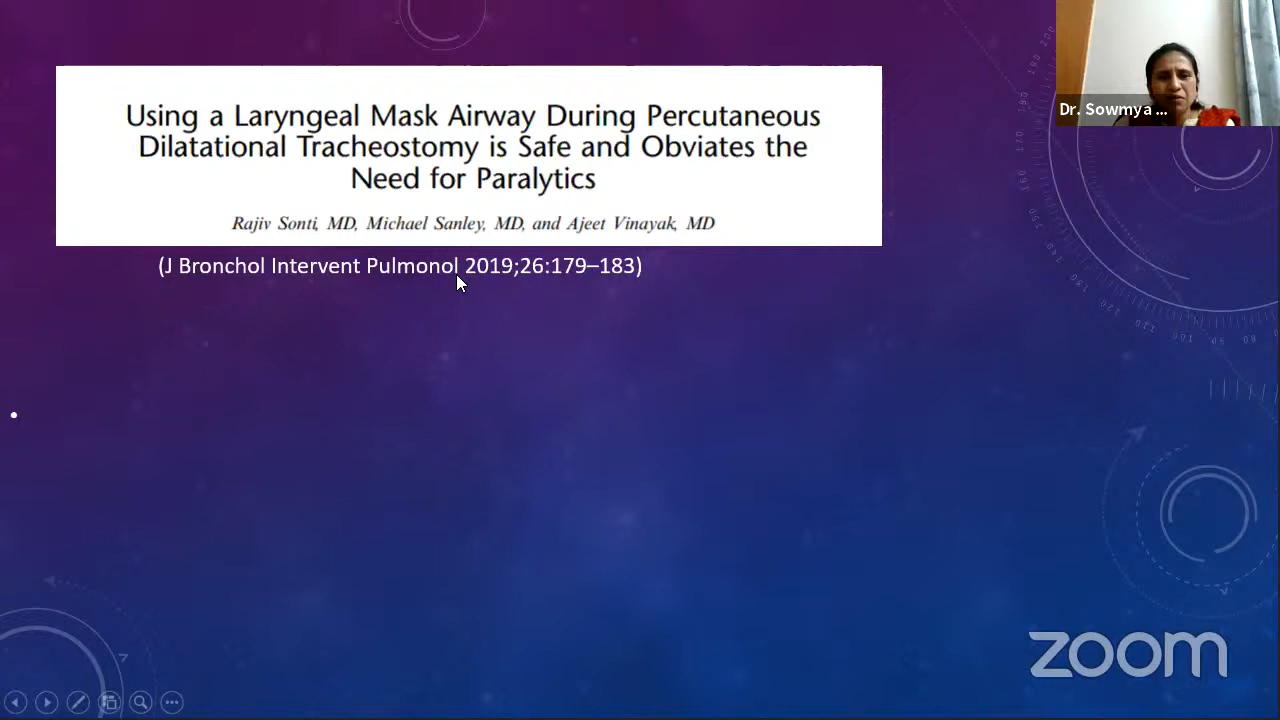 Using a Laryngeal Mask Airway During Percutaneous
Dilatational Tracheostomy is Safe and Obviates the
Need for Paralytics
Rajiv Sonti, MD, Michael Sanley, MD, and Ajeet Vinayak, MD
(J Bronchol Intervent Pulmonol 2019;26:179–183)
Dr. Sowmya ...
zoom